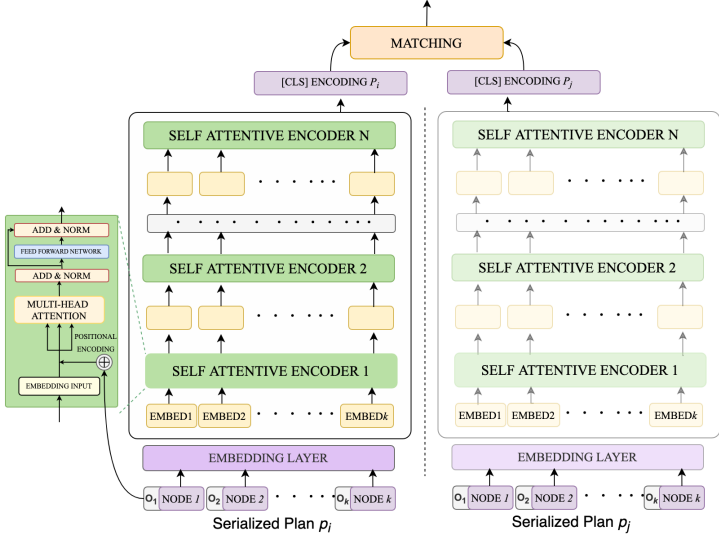 MATCHING
[CLS] ENCODING Pi
[CLS] ENCODING Pj
SELF ATTENTIVE ENCODER N
SELF ATTENTIVE ENCODER N
ADD & NORM
FEED FORWARD NETWORK
ADD & NORM
MULTI-HEAD
ATTENTION
POSITIONAL
ENCODING
EMBEDDING INPUT
SELF ATTENTIVE ENCODER 2
SELF ATTENTIVE ENCODER 2
SELF ATTENTIVE ENCODER 1
SELF ATTENTIVE ENCODER 1
EMBED1 EMBED2 EMBEDk
EMBED1 EMBED2 EMBEDk
EMBEDDING LAYER
EMBEDDING LAYER
O1 NODE 1 O2 NODE 2 Ok NODE k
O1 NODE 1 O2 NODE 2 Ok NODE k
Serialized Plan pi
Serialized Plan pj